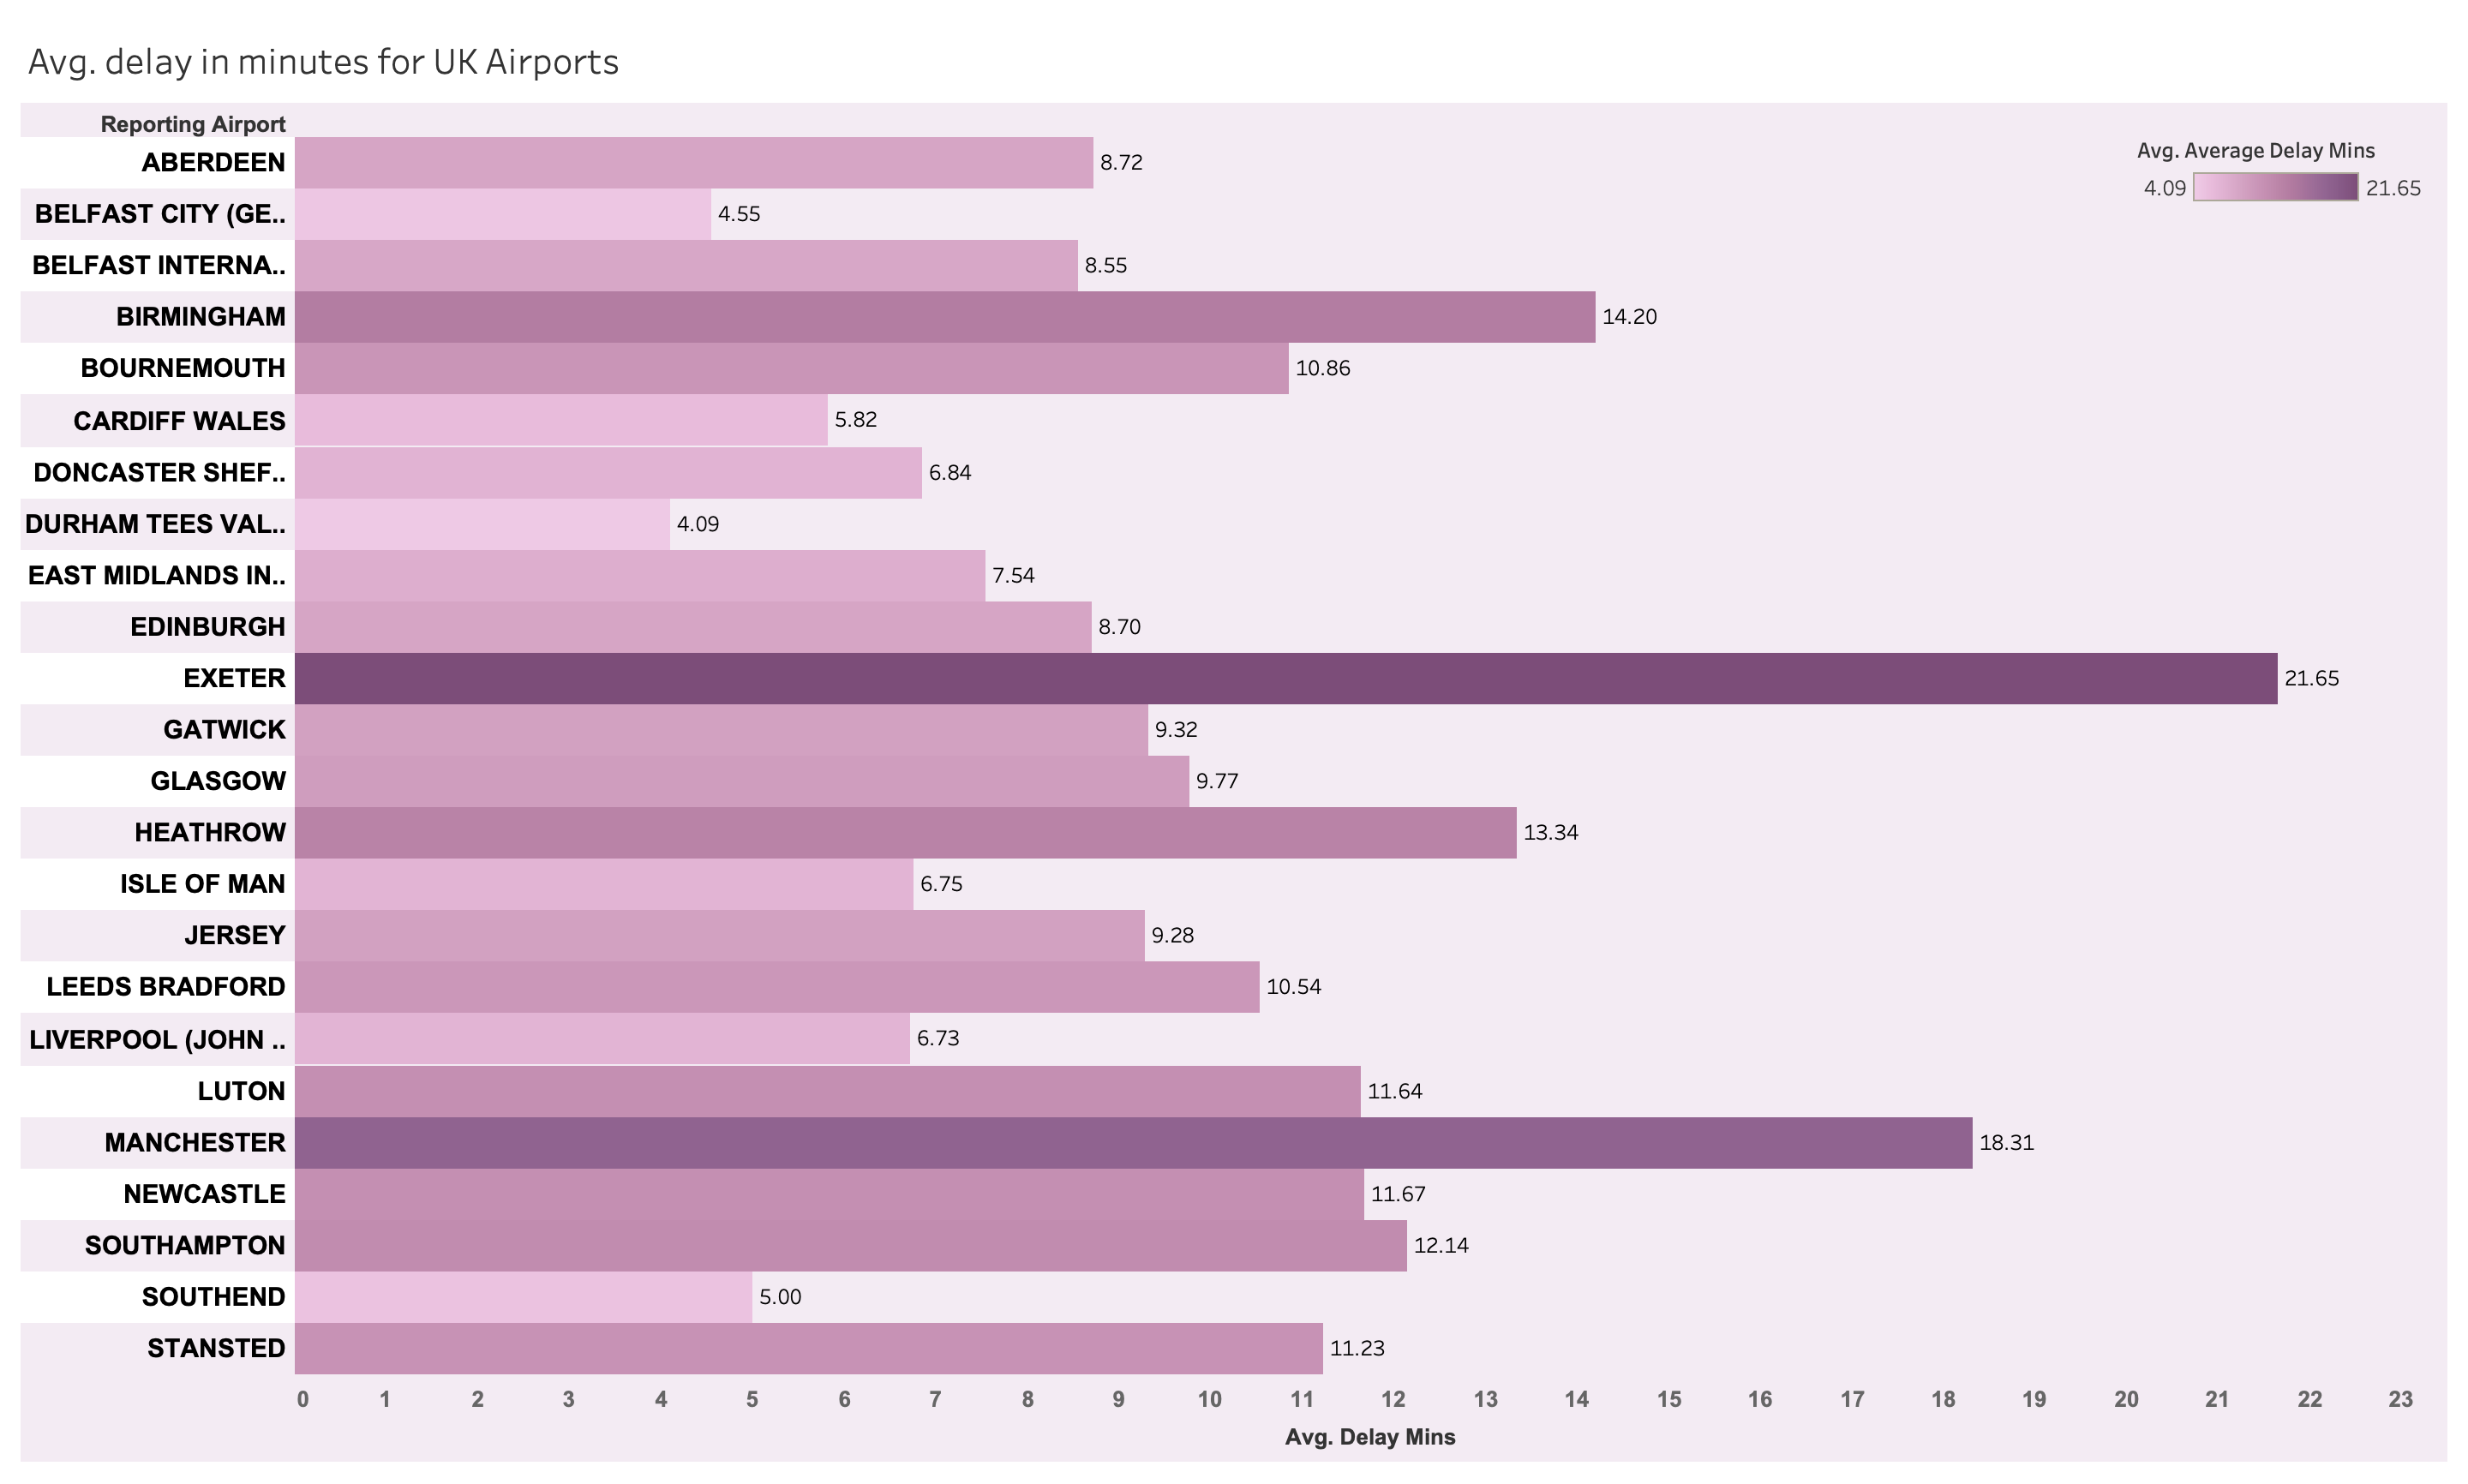 Avg. delay in minutes for UK Airports
Reporting Airport
Avg. Average Delay Mins
4.09 21.65
ABERDEEN 8.72
BELFAST CITY (GE.. 4.55
BELFAST INTERNA.. 8.55
BIRMINGHAM 14.20
BOURNEMOUTH 10.86
CARDIFF WALES 5.82
DONCASTER SHEF.. 6.84
DURHAM TEES VAL.. 4.09
EAST MIDLANDS IN.. 7.54
EDINBURGH 8.70
EXETER 21.65
GATWICK 9.32
GLASGOW 9.77
HEATHROW 13.34
ISLE OF MAN 6.75
JERSEY 9.28
LEEDS BRADFORD 10.54
LIVERPOOL (JOHN .. 6.73
LUTON 11.64
MANCHESTER 18.31
NEWCASTLE 11.67
SOUTHAMPTON 12.14
SOUTHEND 5.00
STANSTED 11.23
0 1 2 3 4 5 6 7 8 9 10 11 12 13 14 15 16 17 18 19 20 21 22 23
Avg. Delay Mins